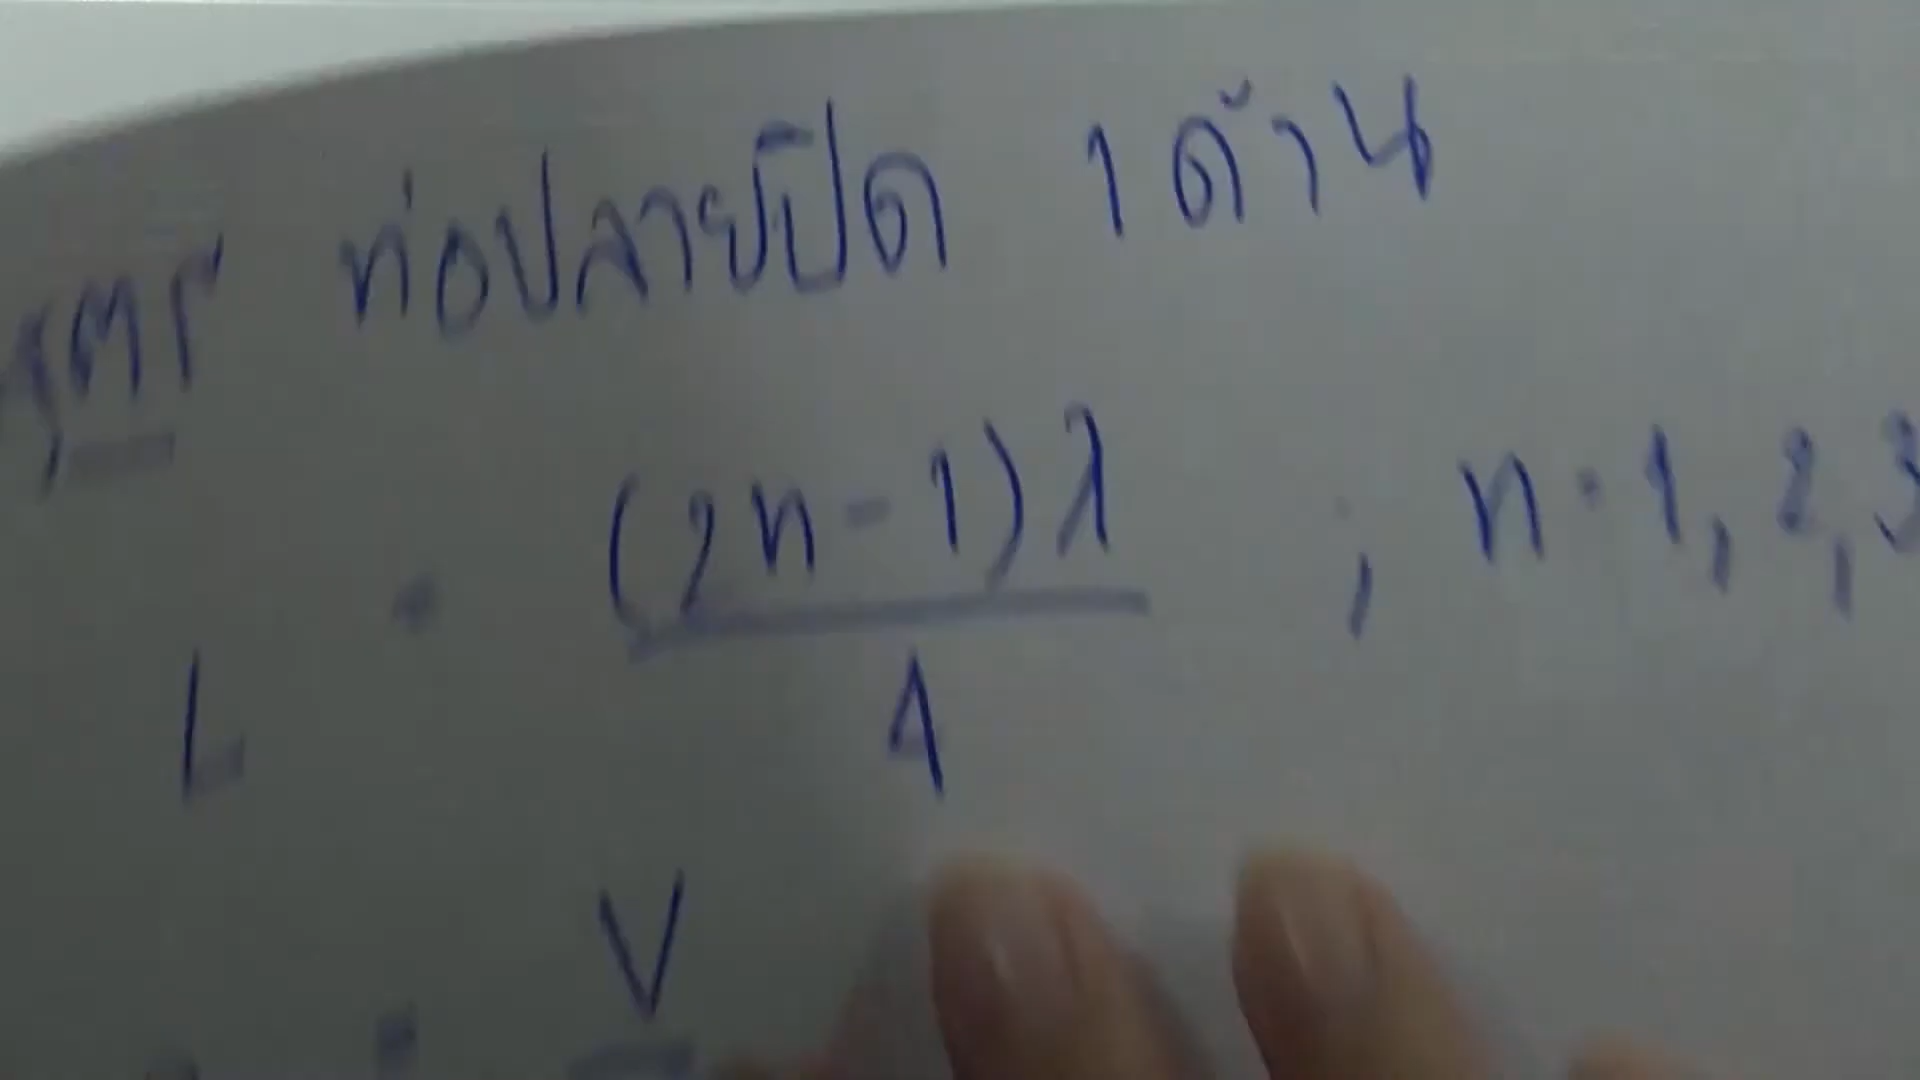 สูตร ท่อปลายปิด 1 ด้าน
L = (2n-1)λ / 4 ; n = 1, 2, 3
= V